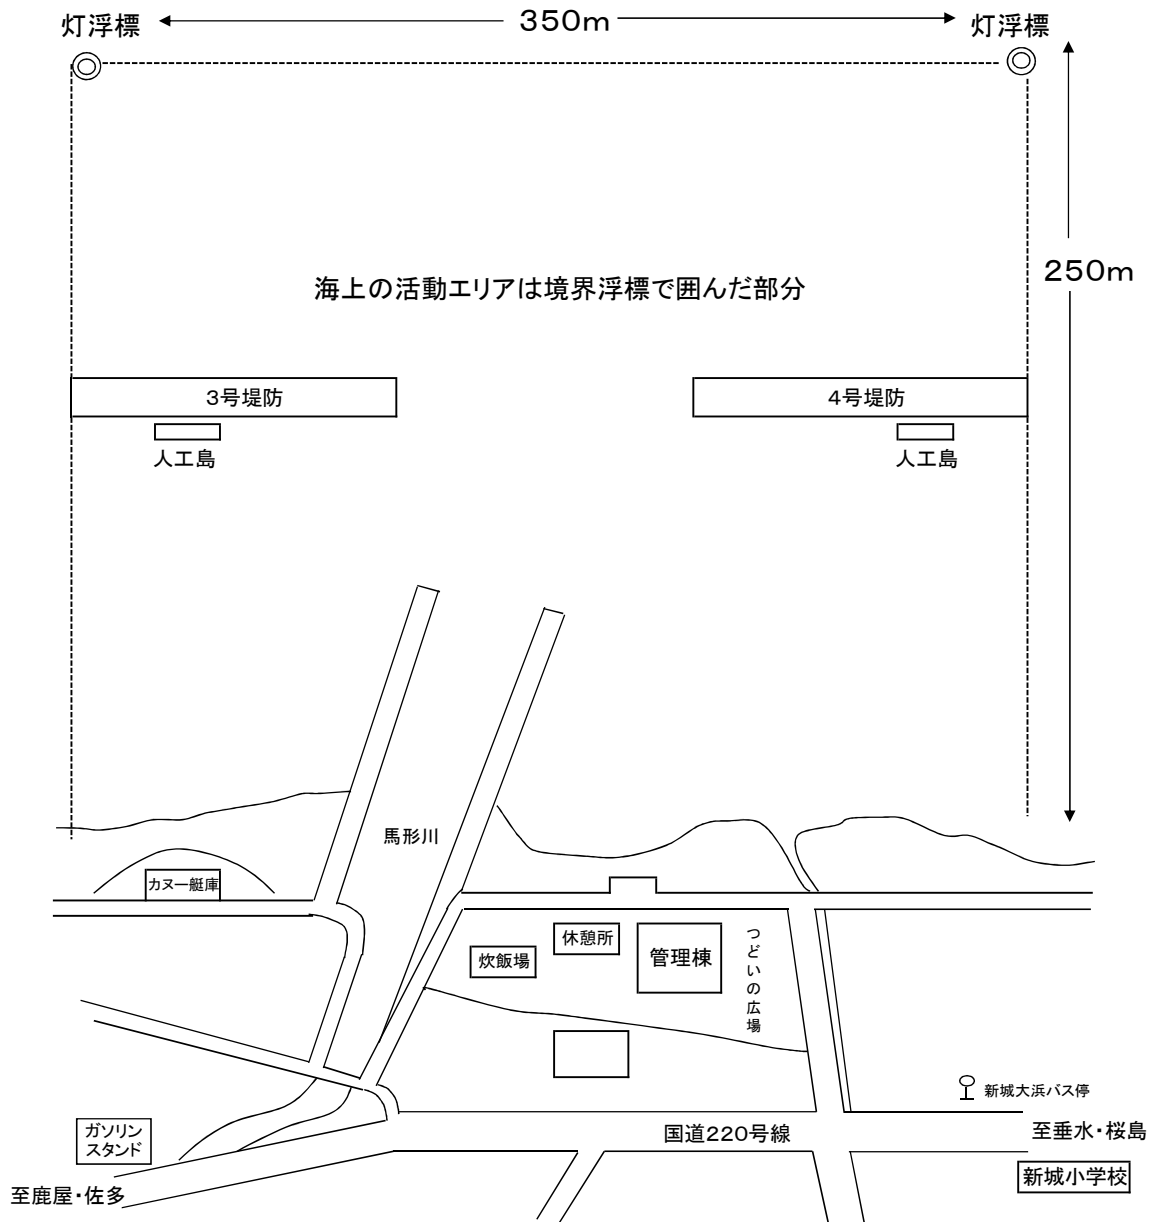 灯浮標
350m
灯浮標
250m
海上の活動エリアは境界浮標で囲んだ部分
3号堤防
4号堤防
人工島
人工島
馬形川
カヌー艇庫
休憩所
炊飯場
管理棟
つどいの広場
新城大浜バス停
ガソリン
スタンド
国道220号線
至垂水・桜島
新城小学校
至鹿屋・佐多